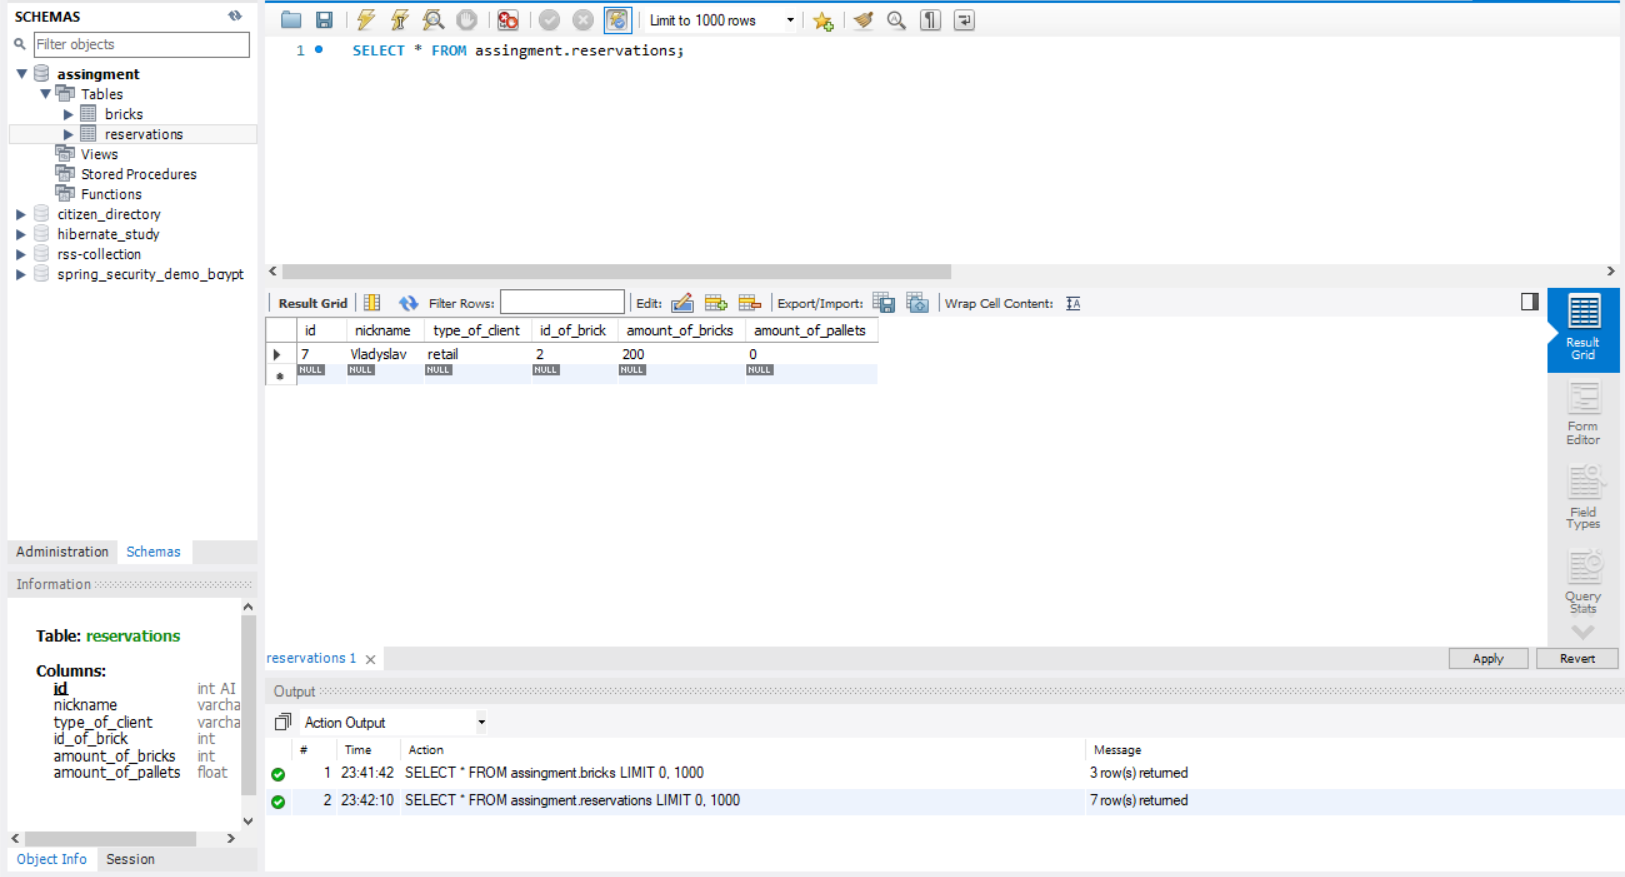 SCHEMAS
Filter objects
assingment
Tables
bricks
reservations
Views
Stored Procedures
Functions
citizen_directory
hibernate_study
rss-collection
spring_security_demo_bcrypt
Administration Schemas
Information
Table: reservations
Columns:
id int AI
nickname varcha
type_of_client varcha
id_of_brick int
amount_of_bricks int
amount_of_pallets float
Object Info Session
Limit to 1000 rows
1 SELECT * FROM assingment.reservations;
Result Grid Filter Rows: Edit: Export/Import: Wrap Cell Content:
id nickname type_of_client id_of_brick amount_of_bricks amount_of_pallets
7 Vladyslav retail 2 200 0
NULL NULL NULL NULL NULL NULL
Result
Grid
Form
Editor
Field
Types
Query
Stats
reservations 1
Apply Revert
Output
Action Output
# Time Action Message
1 23:41:42 SELECT * FROM assingment.bricks LIMIT 0, 1000 3 row(s) returned
2 23:42:10 SELECT * FROM assingment.reservations LIMIT 0, 1000 7 row(s) returned